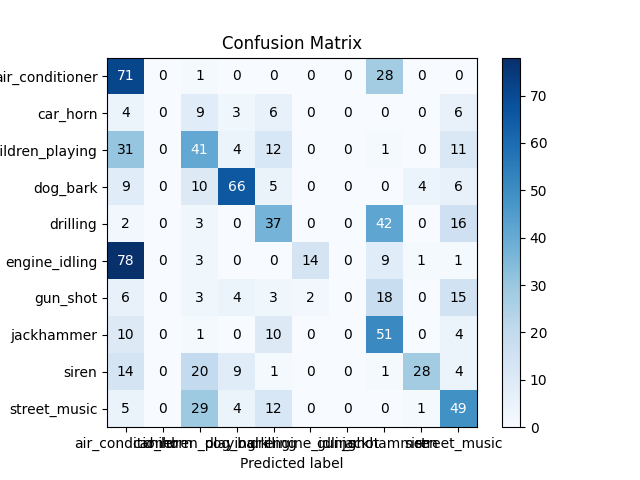 Confusion Matrix
air_conditioner 71 0 1 0 0 0 0 28 0 0
car_horn 4 0 9 3 6 0 0 0 0 6
ildren_playing 31 0 41 4 12 0 0 1 0 11
dog_bark 9 0 10 66 5 0 0 0 4 6
drilling 2 0 3 0 37 0 0 42 0 16
engine_idling 78 0 3 0 0 14 0 9 1 1
gun_shot 6 0 3 4 3 2 0 18 0 15
jackhammer 10 0 1 0 10 0 0 51 0 4
siren 14 0 20 9 1 0 0 1 28 4
street_music 5 0 29 4 12 0 0 0 1 49
street_music
Predicted label
70
60
50
40
30
20
10
0